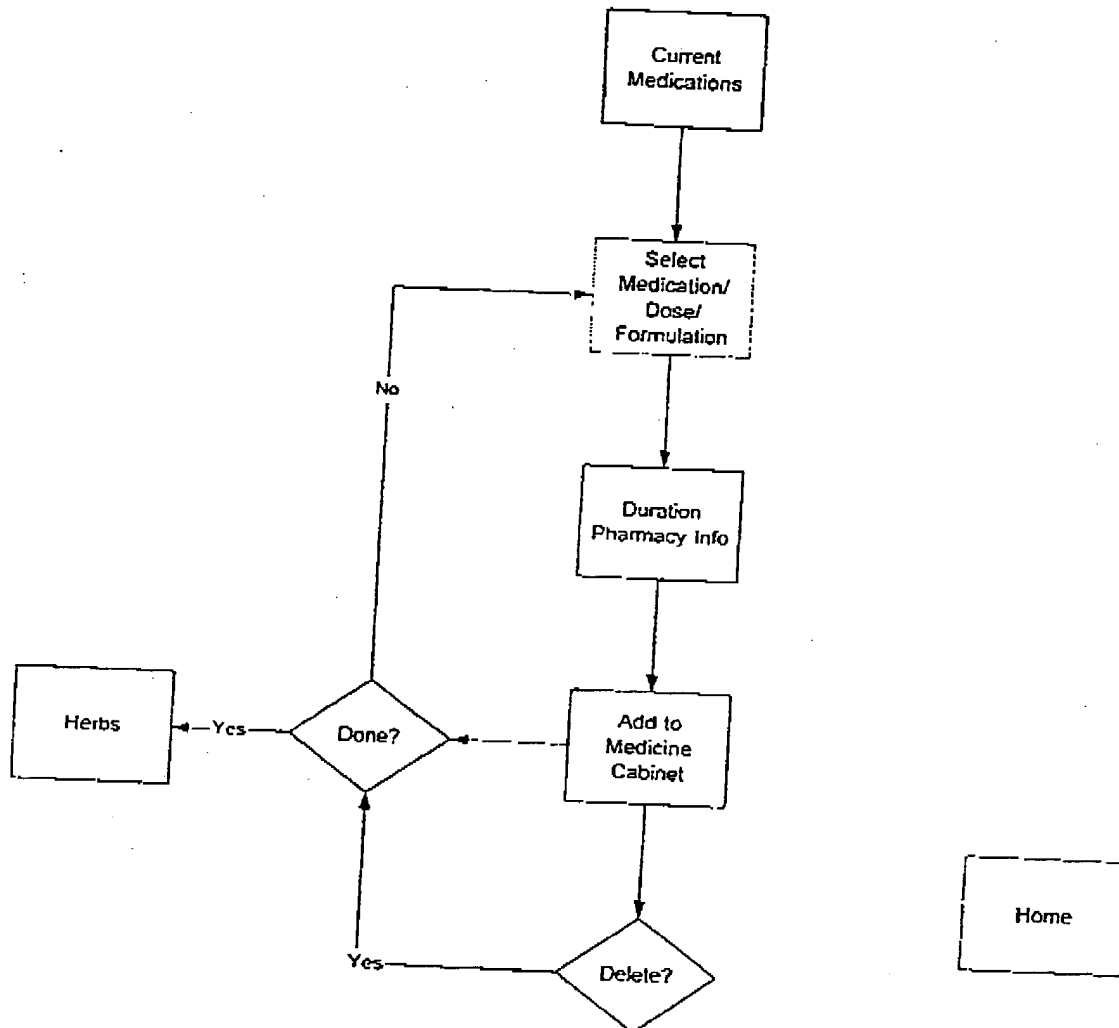 Current
Medications
Select
Medication/
Dose/
Formulation
No
Duration
Pharmacy Info
Herbs
Yes
Done?
Add to
Medicine
Cabinet
Home
Yes
Delete?